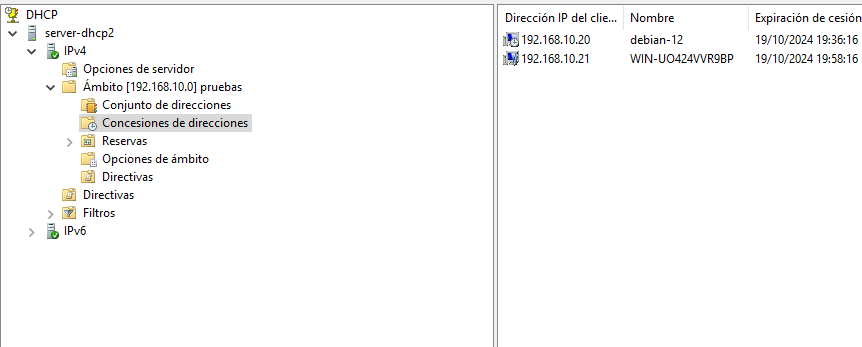 DHCP
server-dhcp2
IPv4
Opciones de servidor
Ámbito [192.168.10.0] pruebas
Conjunto de direcciones
Concesiones de direcciones
Reservas
Opciones de ámbito
Directivas
Directivas
Filtros
IPv6
Dirección IP del clie... Nombre Expiración de cesión
192.168.10.20 debian-12 19/10/2024 19:36:16
192.168.10.21 WIN-UO424VVR9BP 19/10/2024 19:58:16